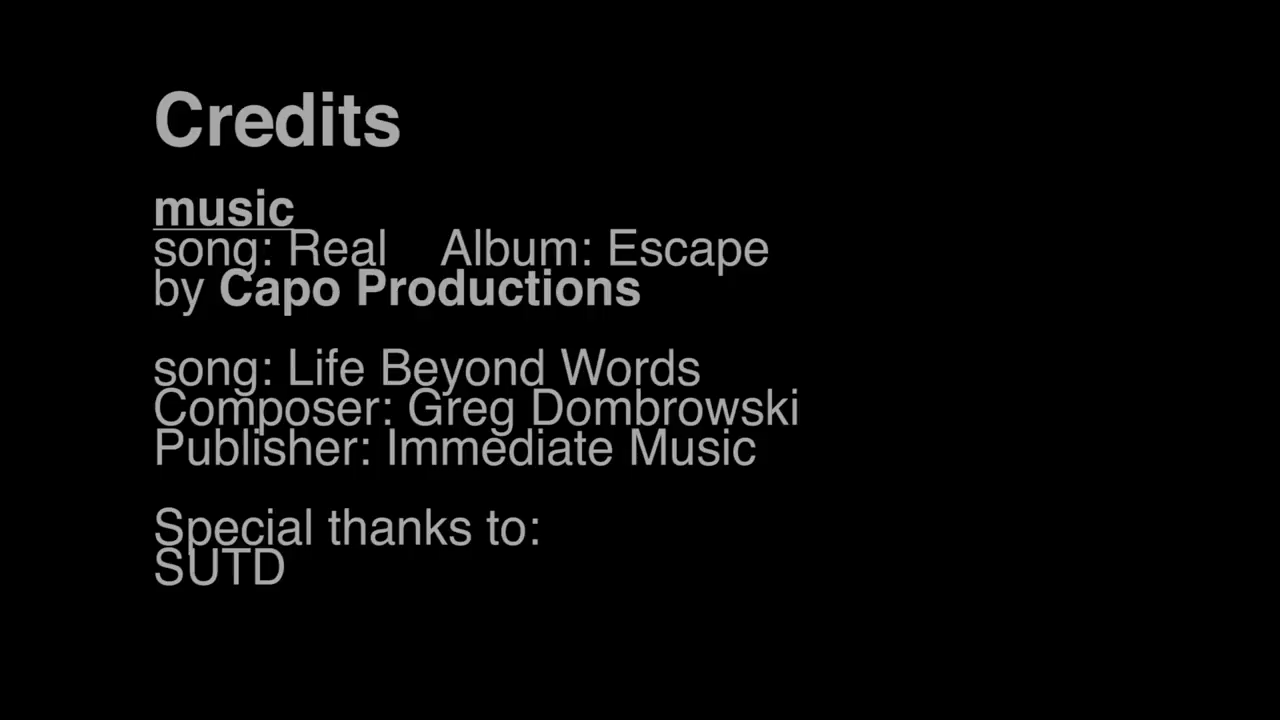 Credits
music
song: Real    Album: Escape
by Capo Productions
song: Life Beyond Words
Composer: Greg Dombrowski
Publisher: Immediate Music
Special thanks to:
SUTD